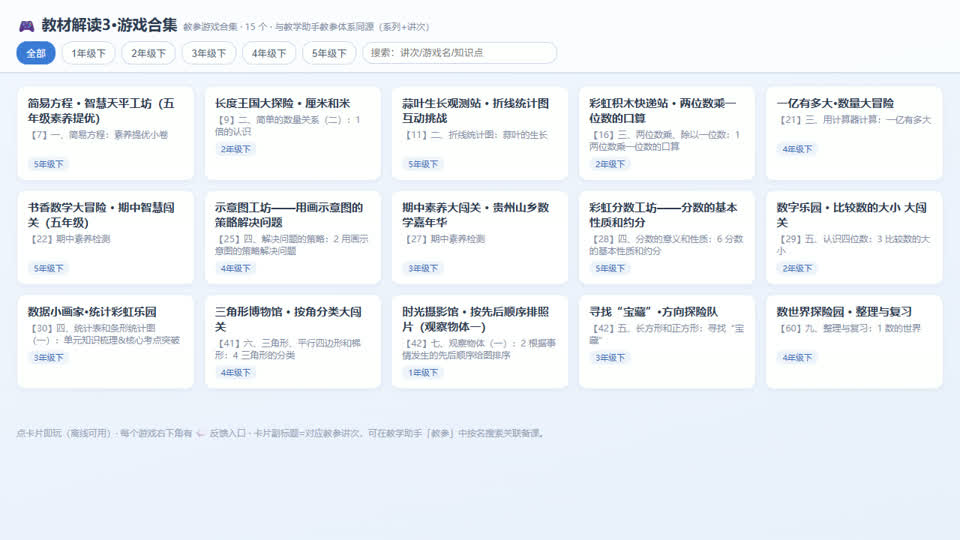 教材解读3·游戏合集 教参游戏合集 · 15 个 · 与教学助手教参体系同源（系列+讲次）
全部 1年级下 2年级下 3年级下 4年级下 5年级下 搜索：讲次/游戏名/知识点
简易方程·智慧天平工坊（五
年级素养提优）
【7】一、简易方程：素养提优小卷
5年级下
长度王国大探险·厘米和米
【9】二、简单的数量关系（二）：1
倍的认识
2年级下
蒜叶生长观测站·折线统计图
互动挑战
【11】二、折线统计图：蒜叶的生长
5年级下
彩虹积木快递站·两位数乘一
位数的口算
【16】三、两位数乘、除以一位数：1
两位数乘一位数的口算
2年级下
一亿有多大·数量大冒险
【21】三、用计算器计算：一亿有多大
4年级下
书香数学大冒险·期中智慧闯
关（五年级）
【22】期中素养检测
5年级下
示意图工坊——用画示意图的
策略解决问题
【25】四、解决问题的策略：2 用画示
意图的策略解决问题
4年级下
期中素养大闯关·贵州山乡数
学嘉年华
【27】期中素养检测
3年级下
彩虹分数工坊——分数的基本
性质和约分
【28】四、分数的意义和性质：6 分数
的基本性质和约分
5年级下
数字乐园·比较数的大小 大闯
关
【29】五、认识四位数：3 比较数的大
小
2年级下
数据小画家·统计彩虹乐园
【30】四、统计表和条形统计图
（一）：单元知识梳理&核心考点突破
3年级下
三角形博物馆·按角分类大闯
关
【41】六、三角形、平行四边形和梯
形：4 三角形的分类
4年级下
时光摄影馆·按先后顺序排照
片（观察物体一）
【42】七、观察物体（一）：2 根据事
情发生的先后顺序给图排序
1年级下
寻找“宝藏”·方向探险队
【42】五、长方形和正方形：寻找“宝
藏”
3年级下
数世界探险园·整理与复习
【60】九、整理与复习：1 数的世界
4年级下
点卡片即玩（离线可用）· 每个游戏右下角有 反馈入口 · 卡片副标题=对应教参讲次，可在教学助手「教参」中按名搜索关联备课。